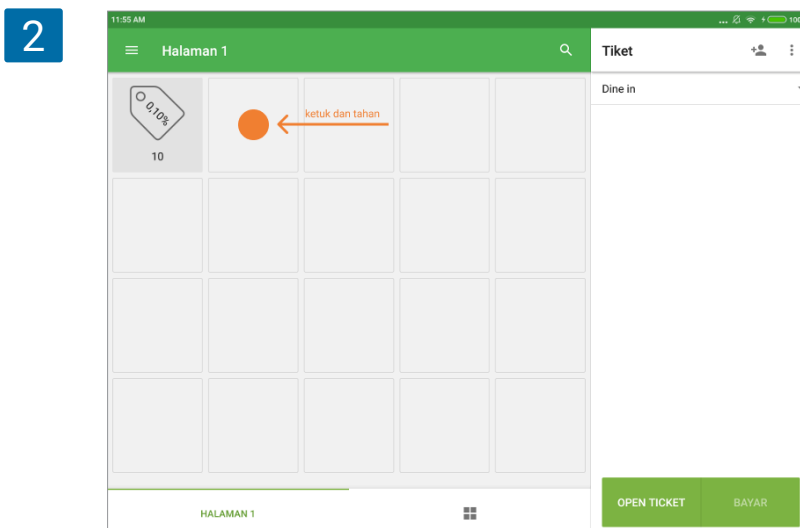 2
11:55 AM
... 100
Halaman 1
Tiket
0,10%
ketuk dan tahan
10
Dine in
OPEN TICKET
BAYAR
HALAMAN 1